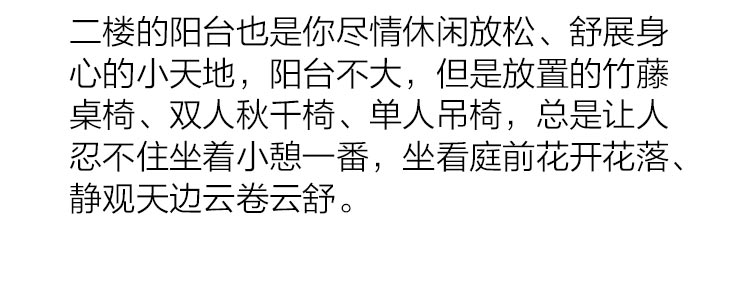 二楼的阳台也是你尽情休闲放松、舒展身
心的小天地，阳台不大，但是放置的竹藤
桌椅、双人秋千椅、单人吊椅，总是让人
忍不住坐着小憩一番，坐看庭前花开花落、
静观天边云卷云舒。